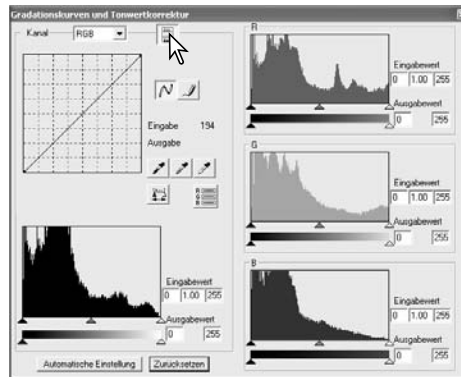 Gradationskurven und Tonwertkorrektur
Kanal RGB
Eingabe 194
Ausgabe
Eingabewert
0 1.00 255
Ausgabewert
0 255
Automatische Einstellung Zurücksetzen
R
Eingabewert
0 1.00 255
Ausgabewert
0 255
G
Eingabewert
0 1.00 255
Ausgabewert
0 255
B
Eingabewert
0 1.00 255
Ausgabewert
0 255